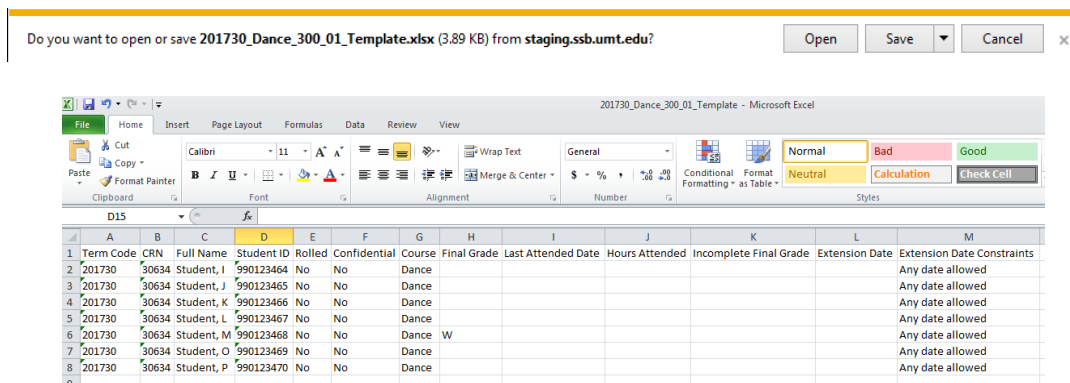 Do you want to open or save 201730_Dance_300_01_Template.xlsx (3.89 KB) from staging.ssb.umt.edu? Open Save Cancel ×
201730_Dance_300_01_Template - Microsoft Excel
File Home Insert Page Layout Formulas Data Review View
Cut Calibri 11 A A Wrap Text General Normal Bad Good
Paste Copy
Format Painter B I U A Merge & Center $ % , .0 .00 .00 .0 Conditional Formatting Format as Table Neutral Calculation Check Cell
Clipboard Font Alignment Number Styles
D15 fx
A B C D E F G H I J K L M
1 Term Code CRN Full Name Student ID Rolled Confidential Course Final Grade Last Attended Date Hours Attended Incomplete Final Grade Extension Date Extension Date Constraints
2 201730 30634 Student, I 990123464 No No Dance Any date allowed
3 201730 30634 Student, J 990123465 No No Dance Any date allowed
4 201730 30634 Student, K 990123466 No No Dance Any date allowed
5 201730 30634 Student, L 990123467 No No Dance Any date allowed
6 201730 30634 Student, M 990123468 No No Dance W Any date allowed
7 201730 30634 Student, O 990123469 No No Dance Any date allowed
8 201730 30634 Student, P 990123470 No No Dance Any date allowed